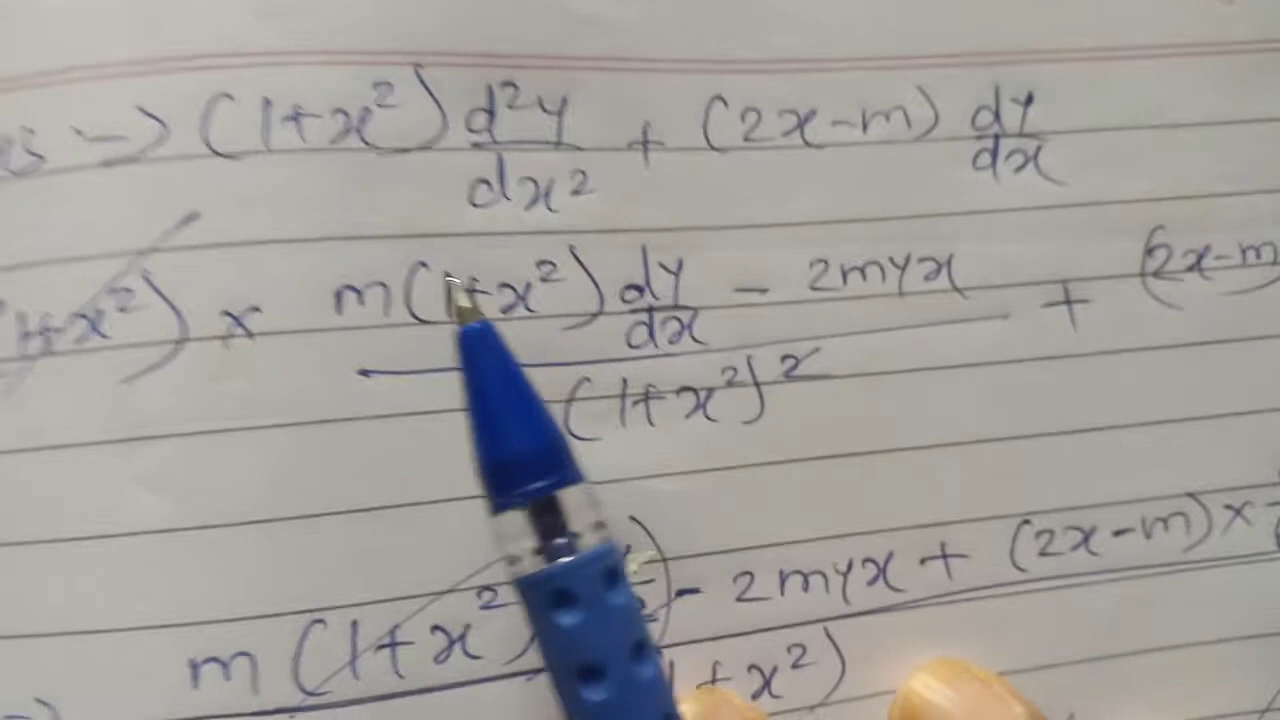 :-> (1+x²) d²y/dx² + (2x-m) dy/dx
(1+x²) × m(1+x²) dy/dx - 2myx / (1+x²)² + (2x-m
m(1+x² - 2myx + (2x-m)×
+x²)